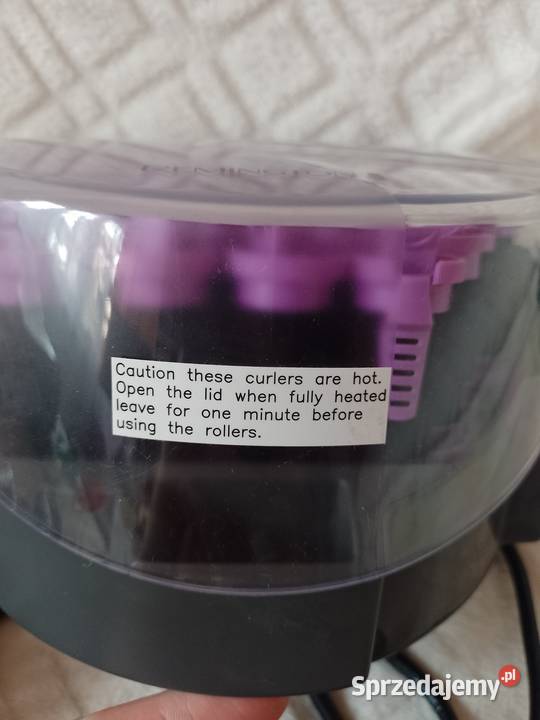 REMINGTON
Caution these curlers are hot.
Open the lid when fully heated
leave for one minute before
using the rollers.
Sprzedajemy.pl